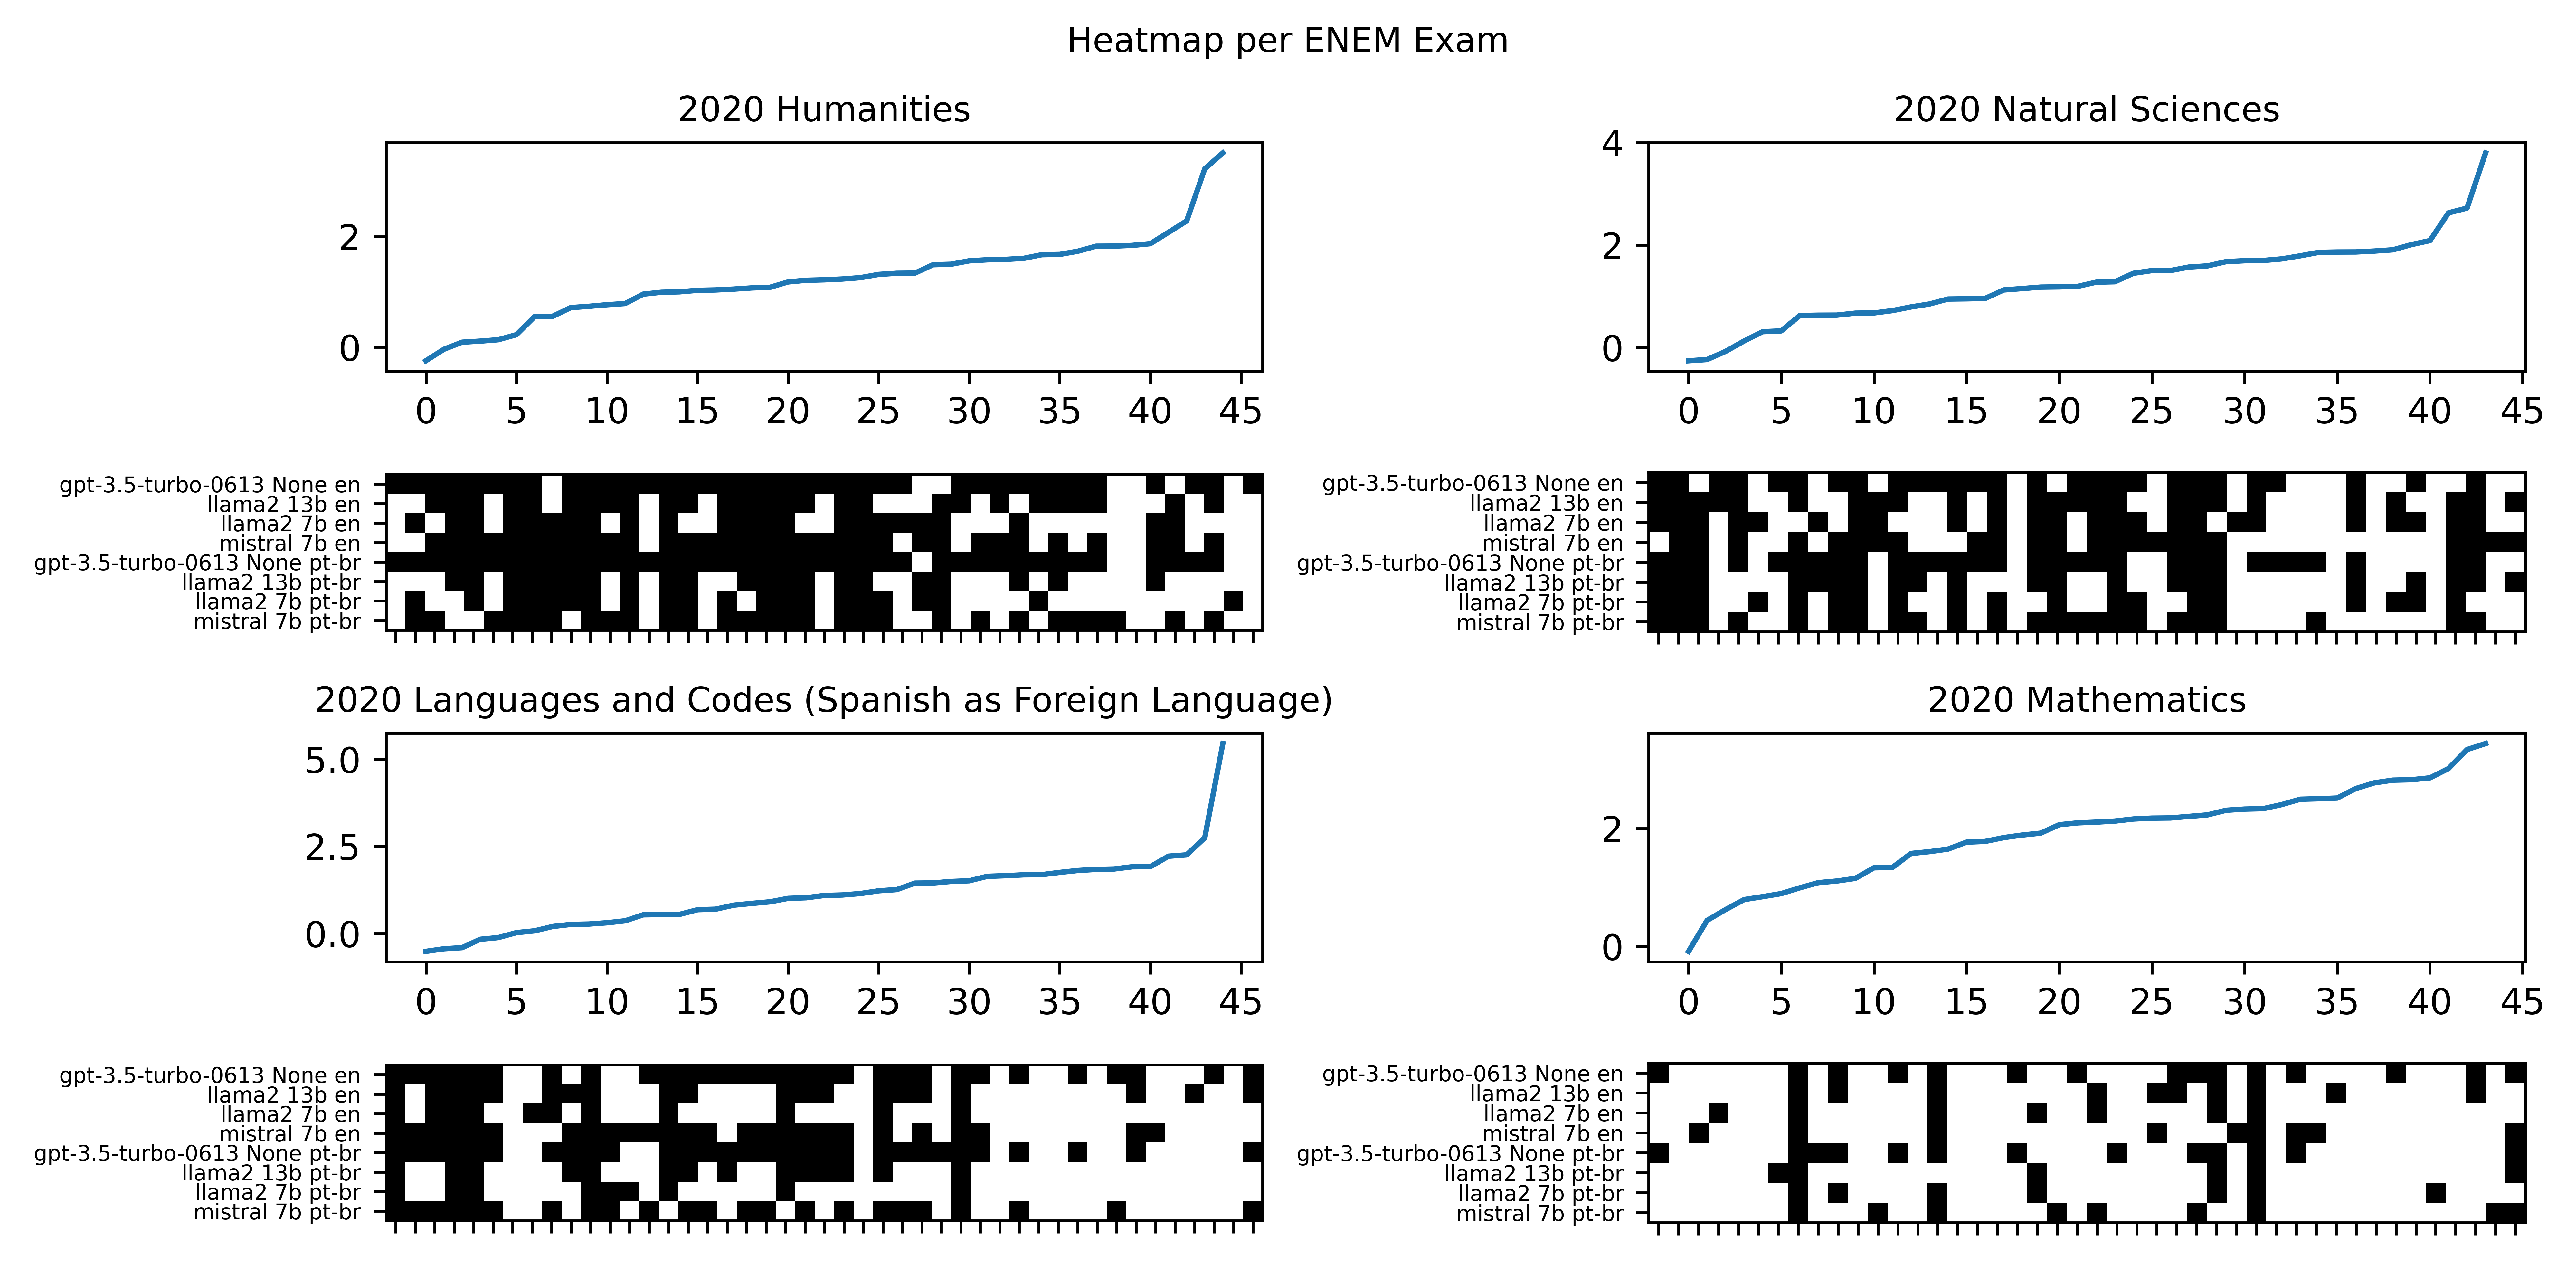 Heatmap per ENEM Exam
2020 Humanities
2
0
0 5 10 15 20 25 30 35 40 45
gpt-3.5-turbo-0613 None en
llama2 13b en
llama2 7b en
mistral 7b en
gpt-3.5-turbo-0613 None pt-br
llama2 13b pt-br
llama2 7b pt-br
mistral 7b pt-br
2020 Natural Sciences
4
2
0
0 5 10 15 20 25 30 35 40 45
gpt-3.5-turbo-0613 None en
llama2 13b en
llama2 7b en
mistral 7b en
gpt-3.5-turbo-0613 None pt-br
llama2 13b pt-br
llama2 7b pt-br
mistral 7b pt-br
2020 Languages and Codes (Spanish as Foreign Language)
5.0
2.5
0.0
0 5 10 15 20 25 30 35 40 45
gpt-3.5-turbo-0613 None en
llama2 13b en
llama2 7b en
mistral 7b en
gpt-3.5-turbo-0613 None pt-br
llama2 13b pt-br
llama2 7b pt-br
mistral 7b pt-br
2020 Mathematics
2
0
0 5 10 15 20 25 30 35 40 45
gpt-3.5-turbo-0613 None en
llama2 13b en
llama2 7b en
mistral 7b en
gpt-3.5-turbo-0613 None pt-br
llama2 13b pt-br
llama2 7b pt-br
mistral 7b pt-br